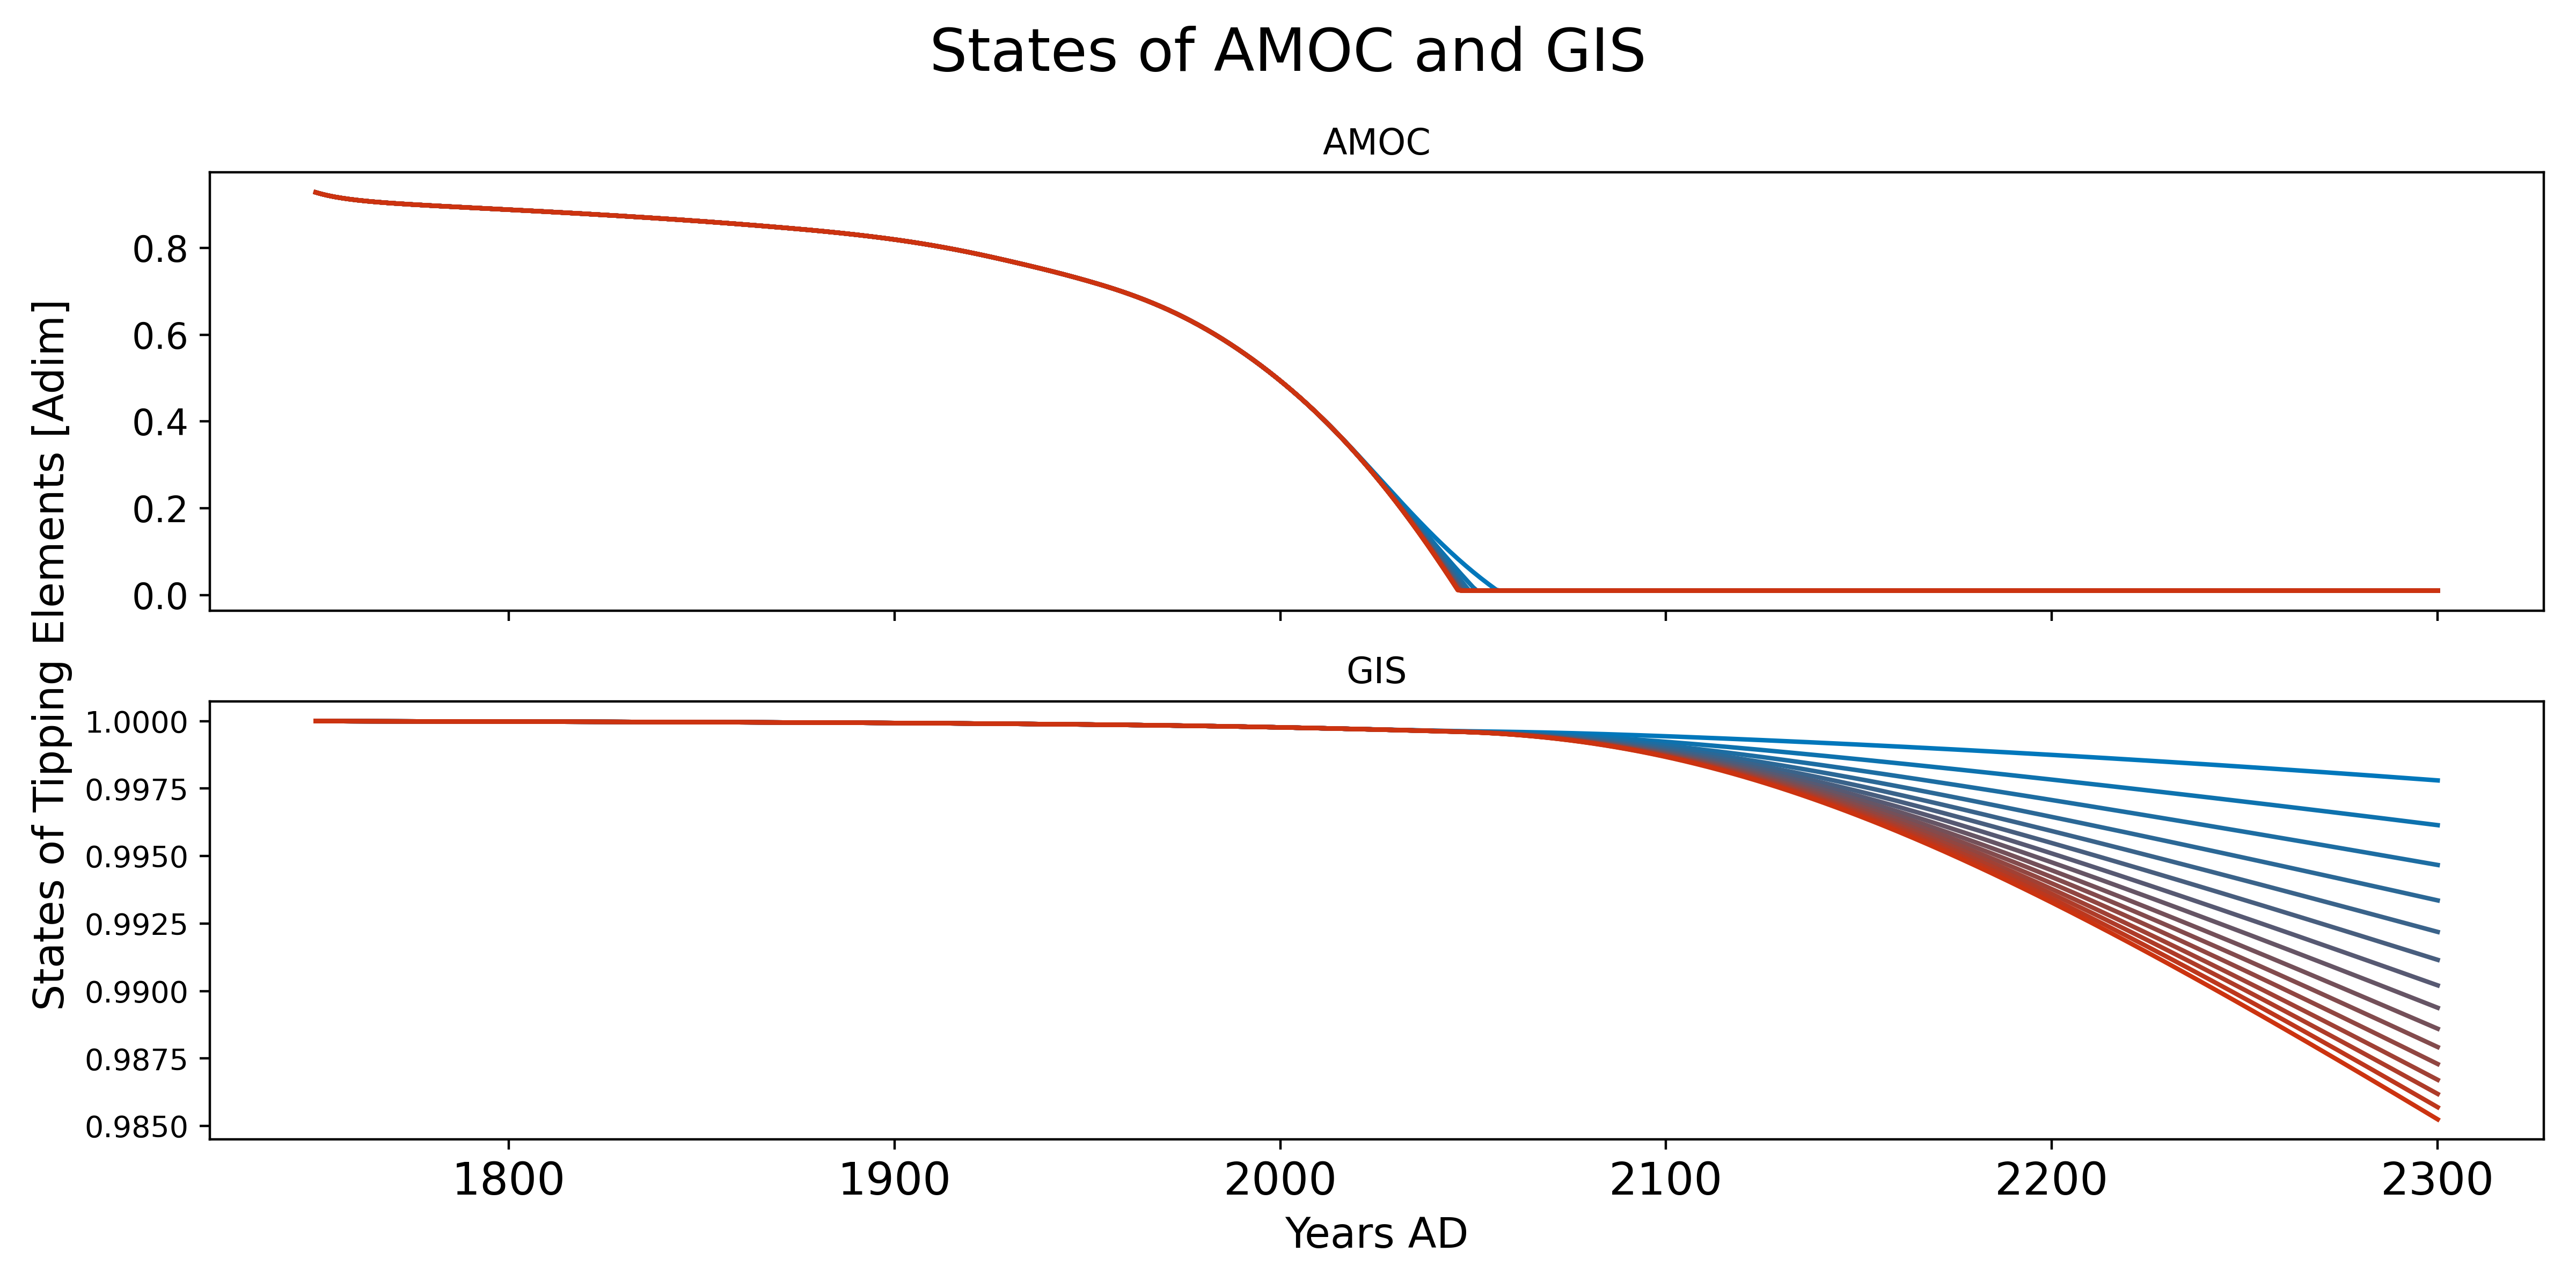 States of AMOC and GIS
AMOC
0.8
0.6
0.4
0.2
0.0
States of Tipping Elements [Adim]
GIS
1.0000
0.9975
0.9950
0.9925
0.9900
0.9875
0.9850
1800 1900 2000 2100 2200 2300
Years AD